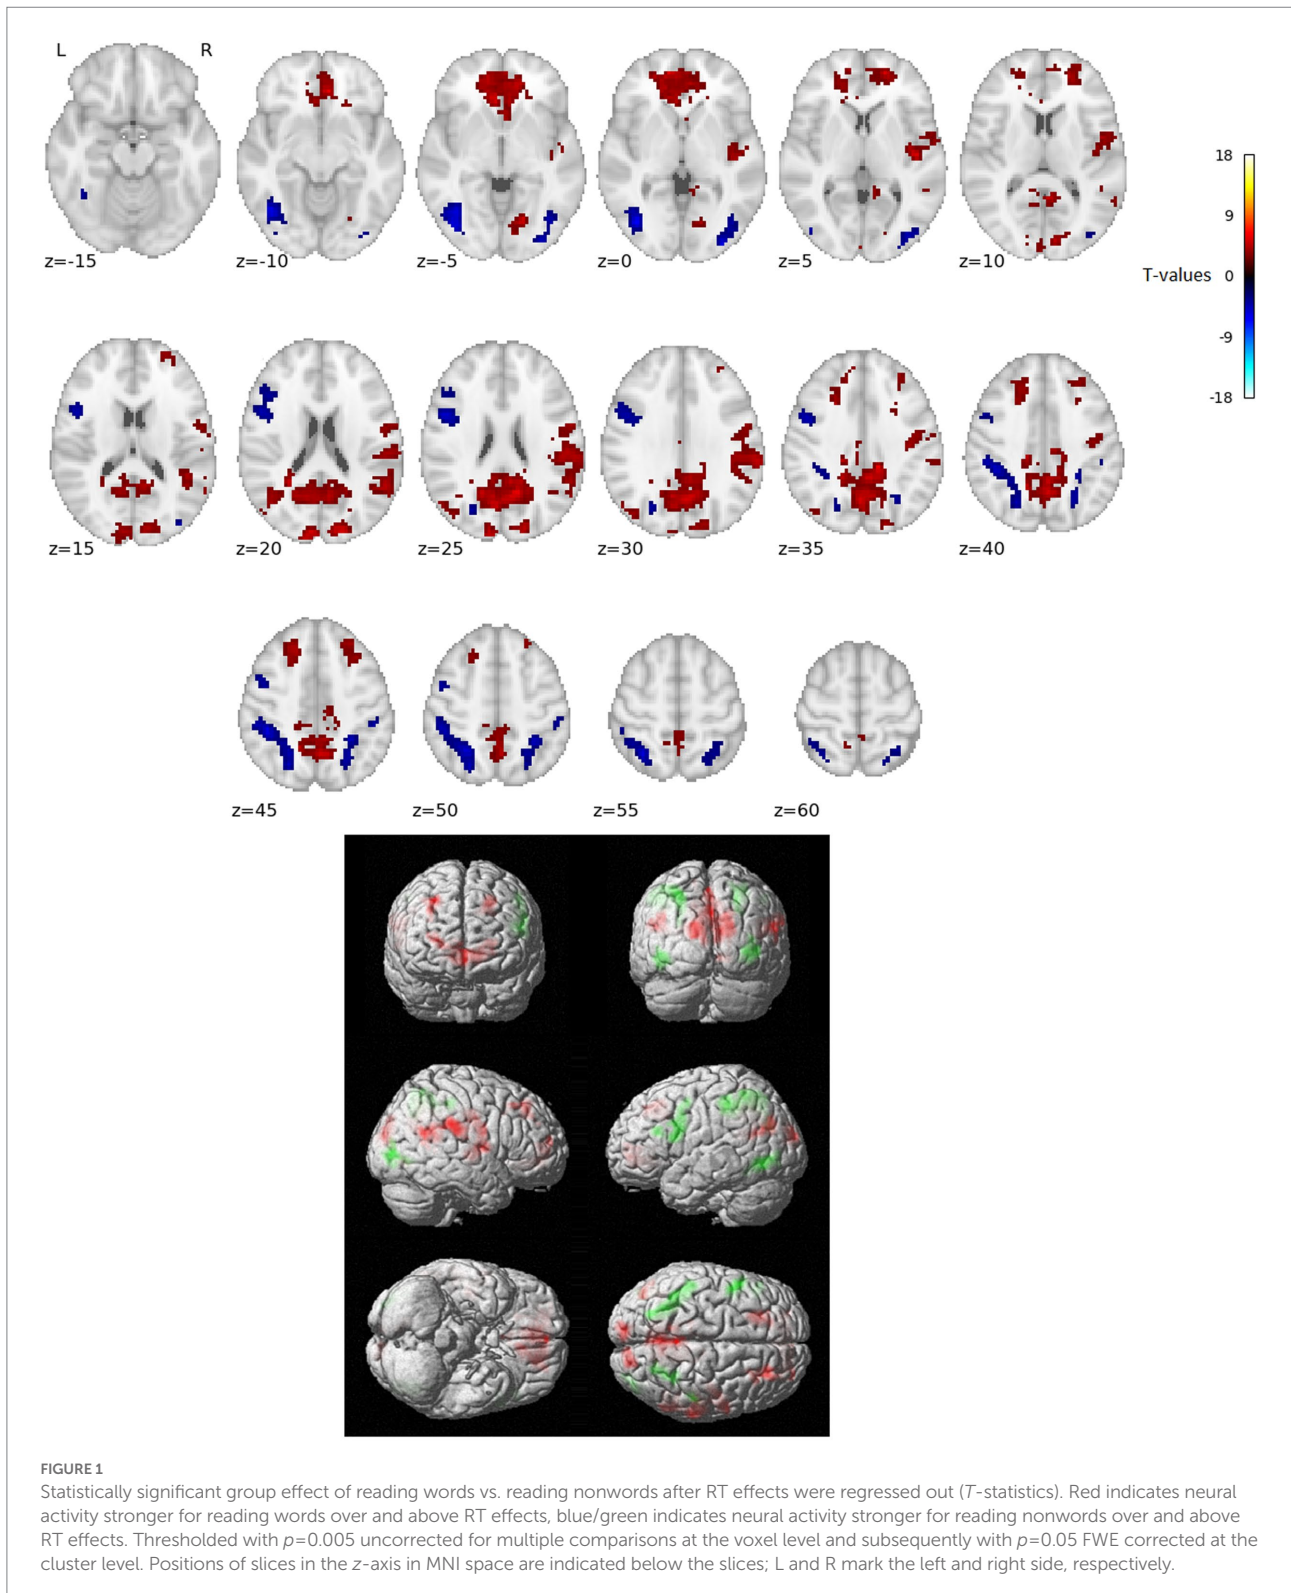 L R
z=-15 z=-10 z=-5 z=0 z=5 z=10
18
9
T-values 0
-9
-18
z=15 z=20 z=25 z=30 z=35 z=40
z=45 z=50 z=55 z=60
FIGURE 1
Statistically significant group effect of reading words vs. reading nonwords after RT effects were regressed out (T-statistics). Red indicates neural
activity stronger for reading words over and above RT effects, blue/green indicates neural activity stronger for reading nonwords over and above
RT effects. Thresholded with p=0.005 uncorrected for multiple comparisons at the voxel level and subsequently with p=0.05 FWE corrected at the
cluster level. Positions of slices in the z-axis in MNI space are indicated below the slices; L and R mark the left and right side, respectively.